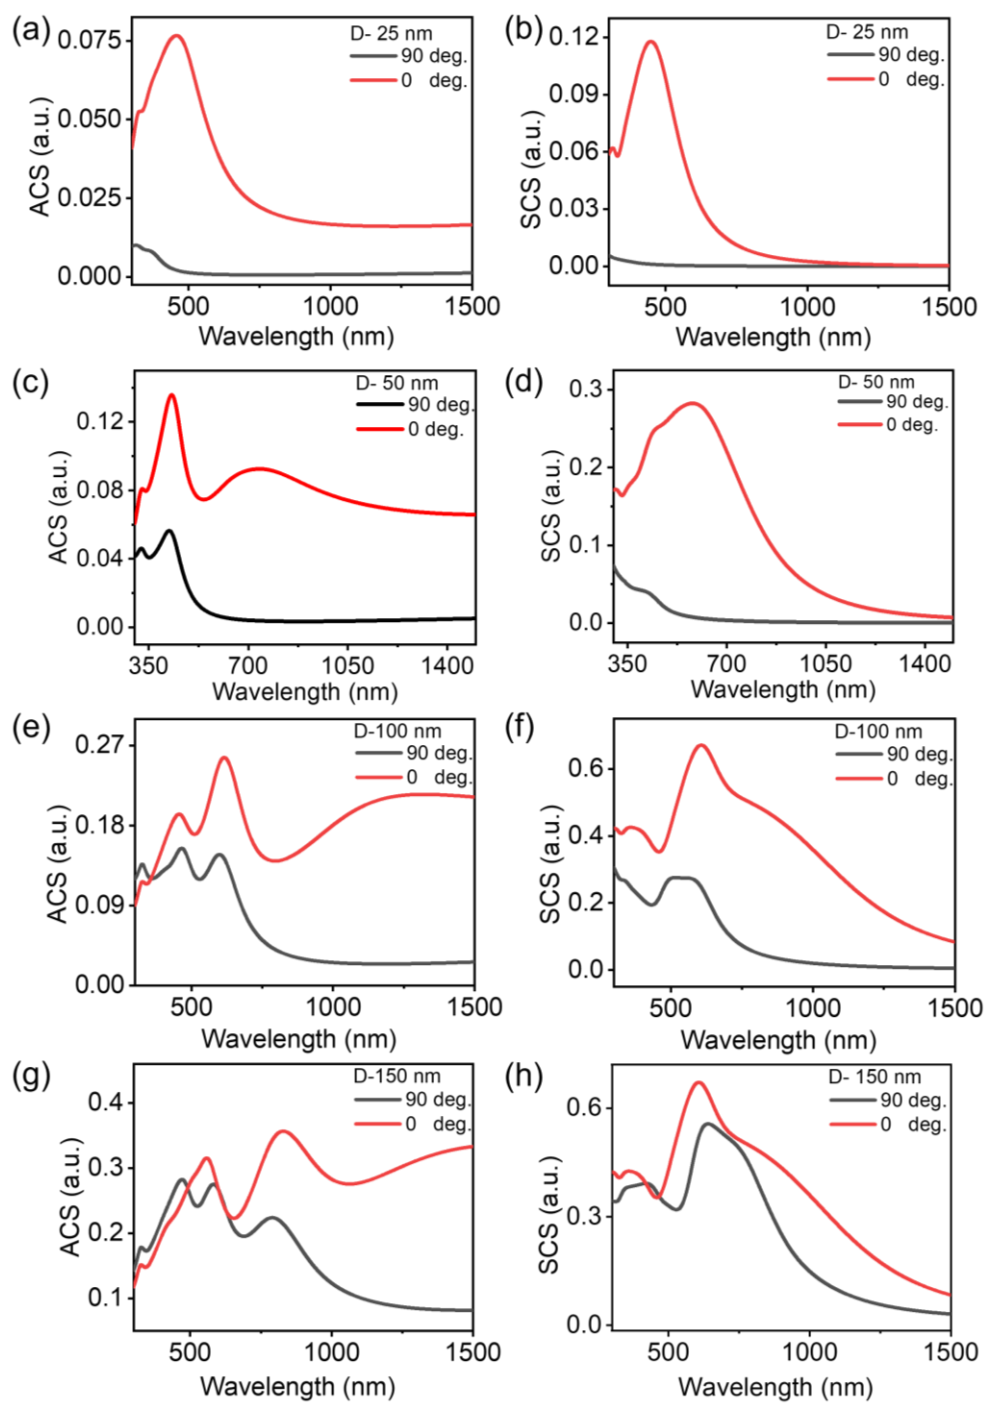 (a)
D- 25 nm
90 deg.
0 deg.
0.075
0.050
0.025
0.000
ACS (a.u.)
500 1000 1500
Wavelength (nm)
(b)
D- 25 nm
90 deg.
0 deg.
0.12
0.09
0.06
0.03
0.00
SCS (a.u.)
500 1000 1500
Wavelength (nm)
(c)
D- 50 nm
90 deg.
0 deg.
0.12
0.08
0.04
0.00
ACS (a.u.)
350 700 1050 1400
Wavelength (nm)
(d)
D- 50 nm
90 deg.
0 deg.
0.3
0.2
0.1
0.0
SCS (a.u.)
350 700 1050 1400
Wavelength (nm)
(e)
D-100 nm
90 deg.
0 deg.
0.27
0.18
0.09
0.00
ACS (a.u.)
500 1000 1500
Wavelength (nm)
(f)
D-100 nm
90 deg.
0 deg.
0.6
0.4
0.2
0.0
SCS (a.u.)
500 1000 1500
Wavelength (nm)
(g)
D-150 nm
90 deg.
0 deg.
0.4
0.3
0.2
0.1
ACS (a.u.)
500 1000 1500
Wavelength (nm)
(h)
D- 150 nm
90 deg.
0 deg.
0.6
0.3
0.0
SCS (a.u.)
500 1000 1500
Wavelength (nm)